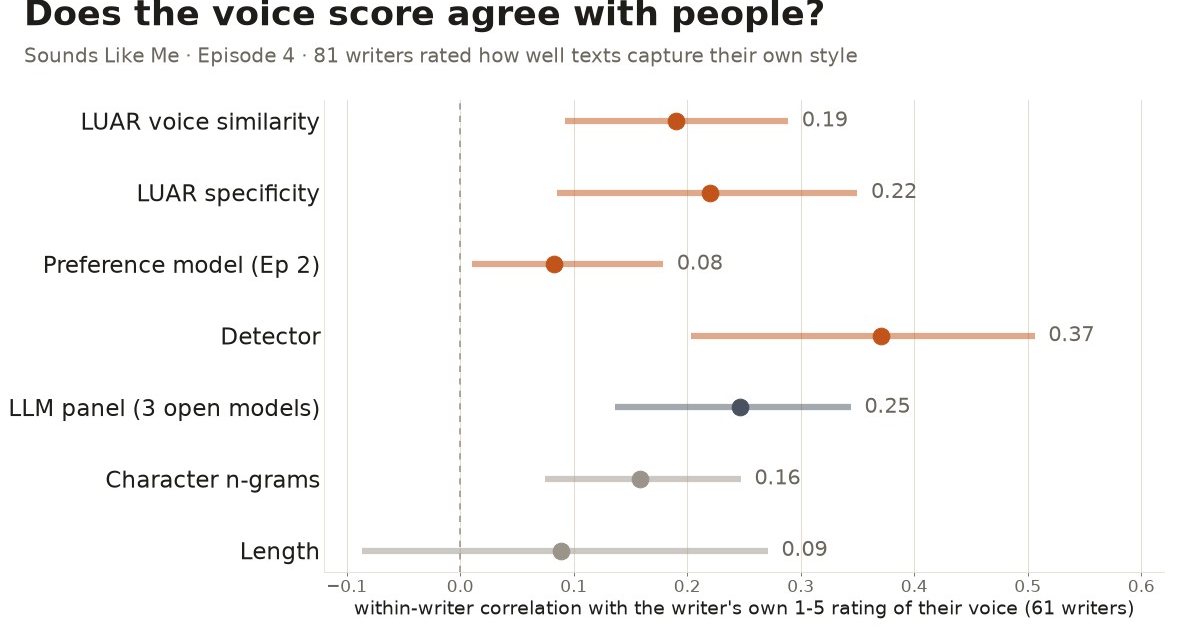 Does the voice score agree with people?
Sounds Like Me · Episode 4 · 81 writers rated how well texts capture their own style
LUAR voice similarity 0.19
LUAR specificity 0.22
Preference model (Ep 2) 0.08
Detector 0.37
LLM panel (3 open models) 0.25
Character n-grams 0.16
Length 0.09
−0.1 0.0 0.1 0.2 0.3 0.4 0.5 0.6
within-writer correlation with the writer's own 1-5 rating of their voice (61 writers)